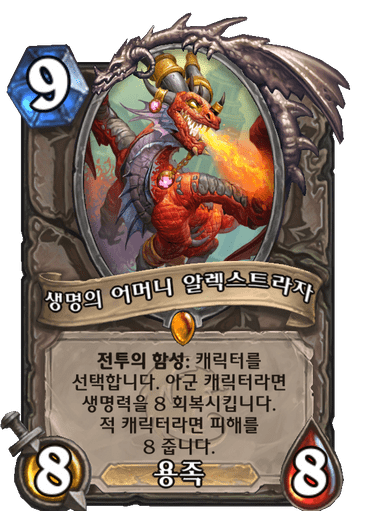 9
생명의 어머니 알렉스트라자
전투의 함성: 캐릭터를
선택합니다. 아군 캐릭터라면
생명력을 8 회복시킵니다.
적 캐릭터라면 피해를
8 줍니다.
8 용족 8